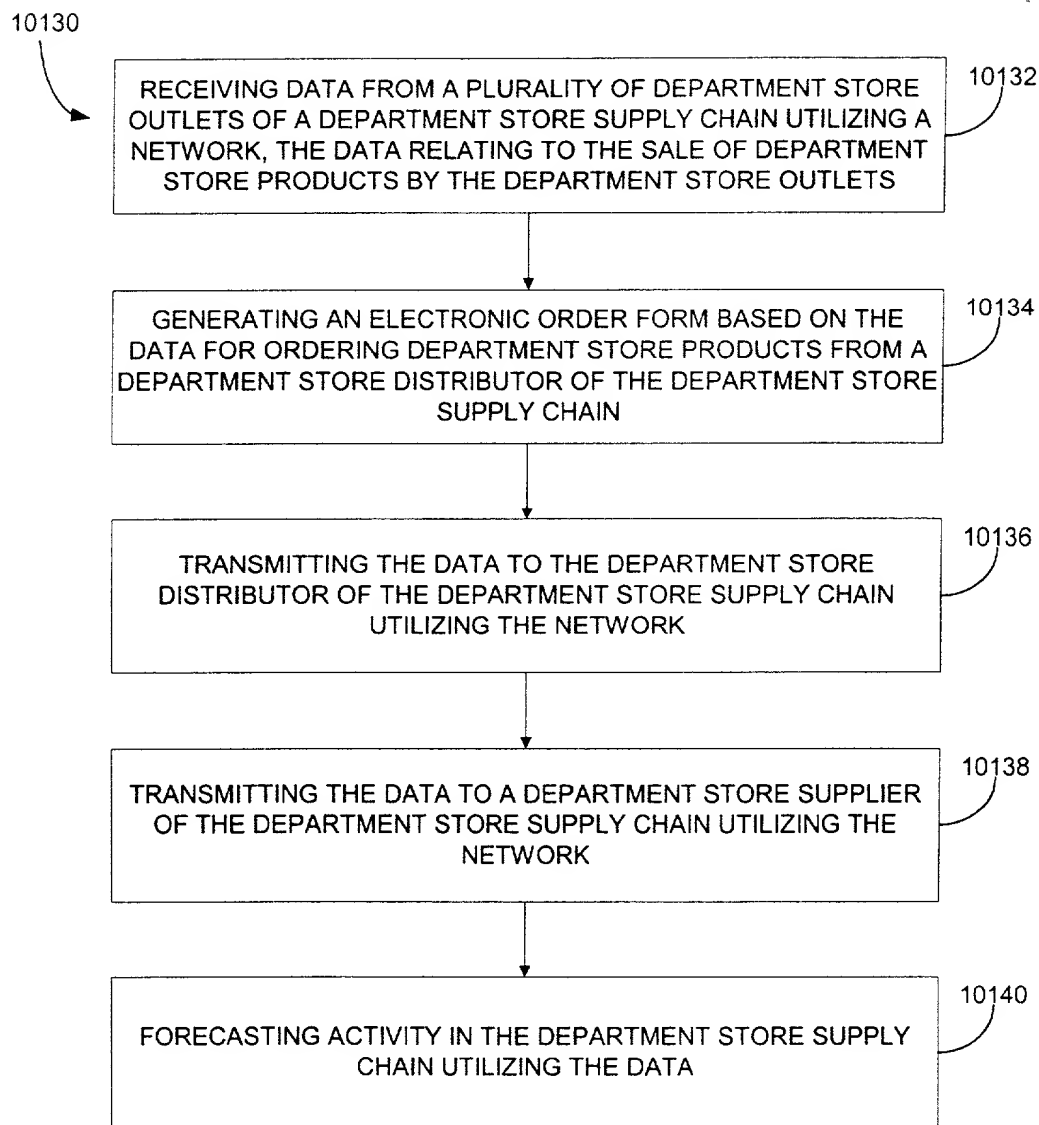 10130
RECEIVING DATA FROM A PLURALITY OF DEPARTMENT STORE
OUTLETS OF A DEPARTMENT STORE SUPPLY CHAIN UTILIZING A
NETWORK, THE DATA RELATING TO THE SALE OF DEPARTMENT
STORE PRODUCTS BY THE DEPARTMENT STORE OUTLETS
10132
GENERATING AN ELECTRONIC ORDER FORM BASED ON THE
DATA FOR ORDERING DEPARTMENT STORE PRODUCTS FROM A
DEPARTMENT STORE DISTRIBUTOR OF THE DEPARTMENT STORE
SUPPLY CHAIN
10134
TRANSMITTING THE DATA TO THE DEPARTMENT STORE
DISTRIBUTOR OF THE DEPARTMENT STORE SUPPLY CHAIN
UTILIZING THE NETWORK
10136
TRANSMITTING THE DATA TO A DEPARTMENT STORE SUPPLIER
OF THE DEPARTMENT STORE SUPPLY CHAIN UTILIZING THE
NETWORK
10138
FORECASTING ACTIVITY IN THE DEPARTMENT STORE SUPPLY
CHAIN UTILIZING THE DATA
10140